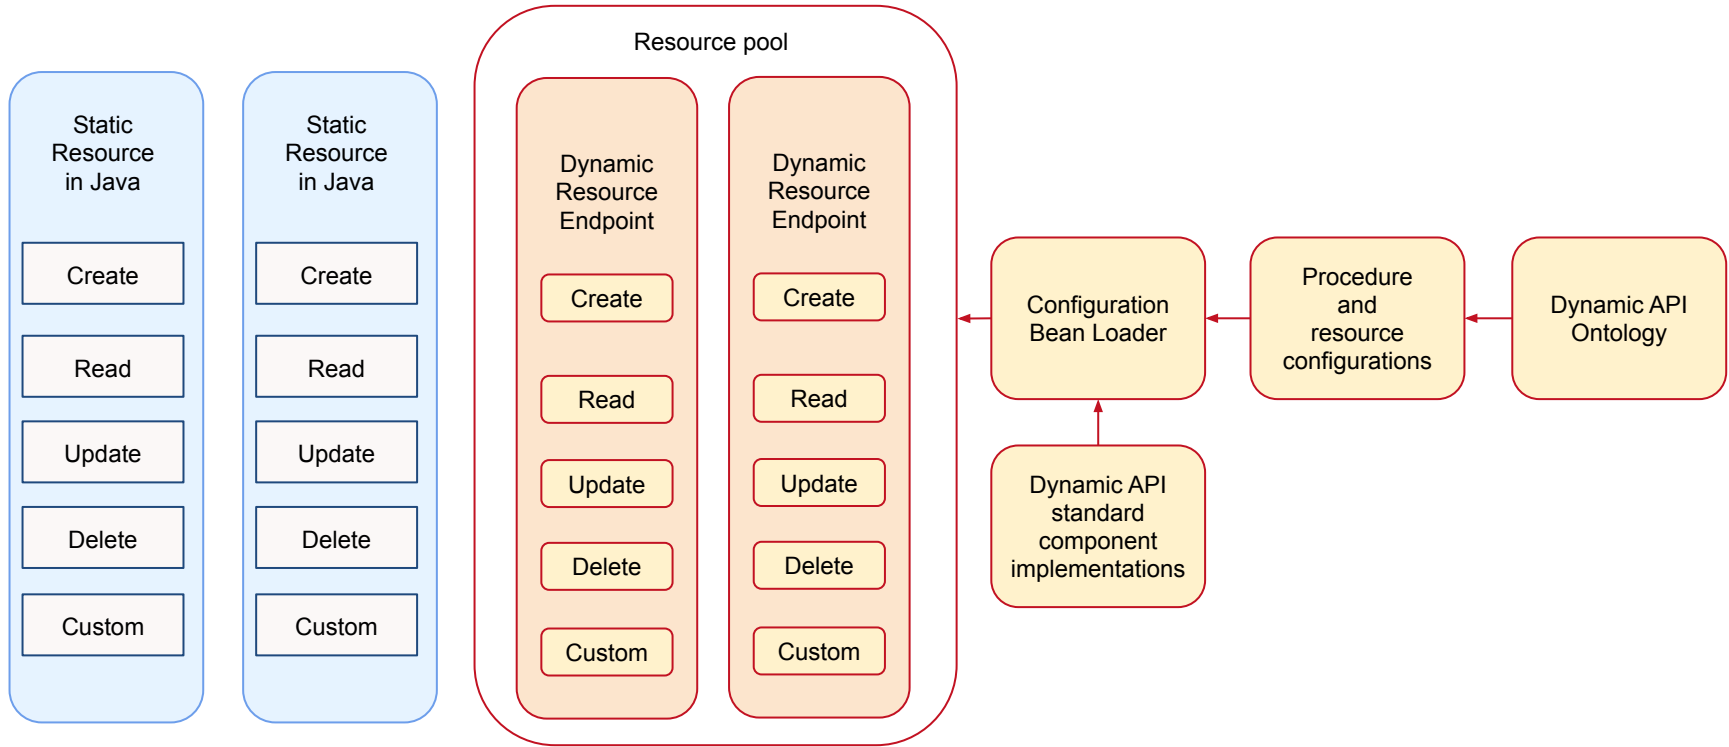 Static
Resource
in Java
Create
Read
Update
Delete
Custom
Static
Resource
in Java
Create
Read
Update
Delete
Custom
Resource pool
Dynamic
Resource
Endpoint
Create
Read
Update
Delete
Custom
Dynamic
Resource
Endpoint
Create
Read
Update
Delete
Custom
Configuration
Bean Loader
Dynamic API
standard
component
implementations
Procedure
and
resource
configurations
Dynamic API
Ontology